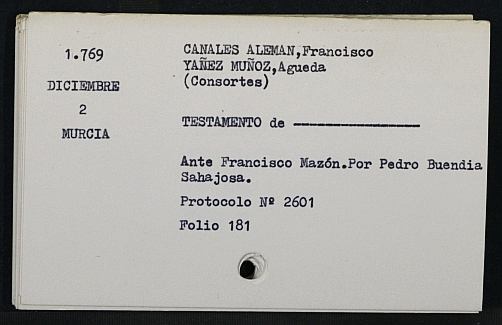 1.769
DICIEMBRE
2
MURCIA
CANALES ALEMAN,Francisco
YAÑEZ MUÑOZ,Agueda
(Consortes)
TESTAMENTO de ----------------
Ante Francisco Mazón.Por Pedro Buendia
Sahajosa.
Protocolo Nº 2601
Folio 181